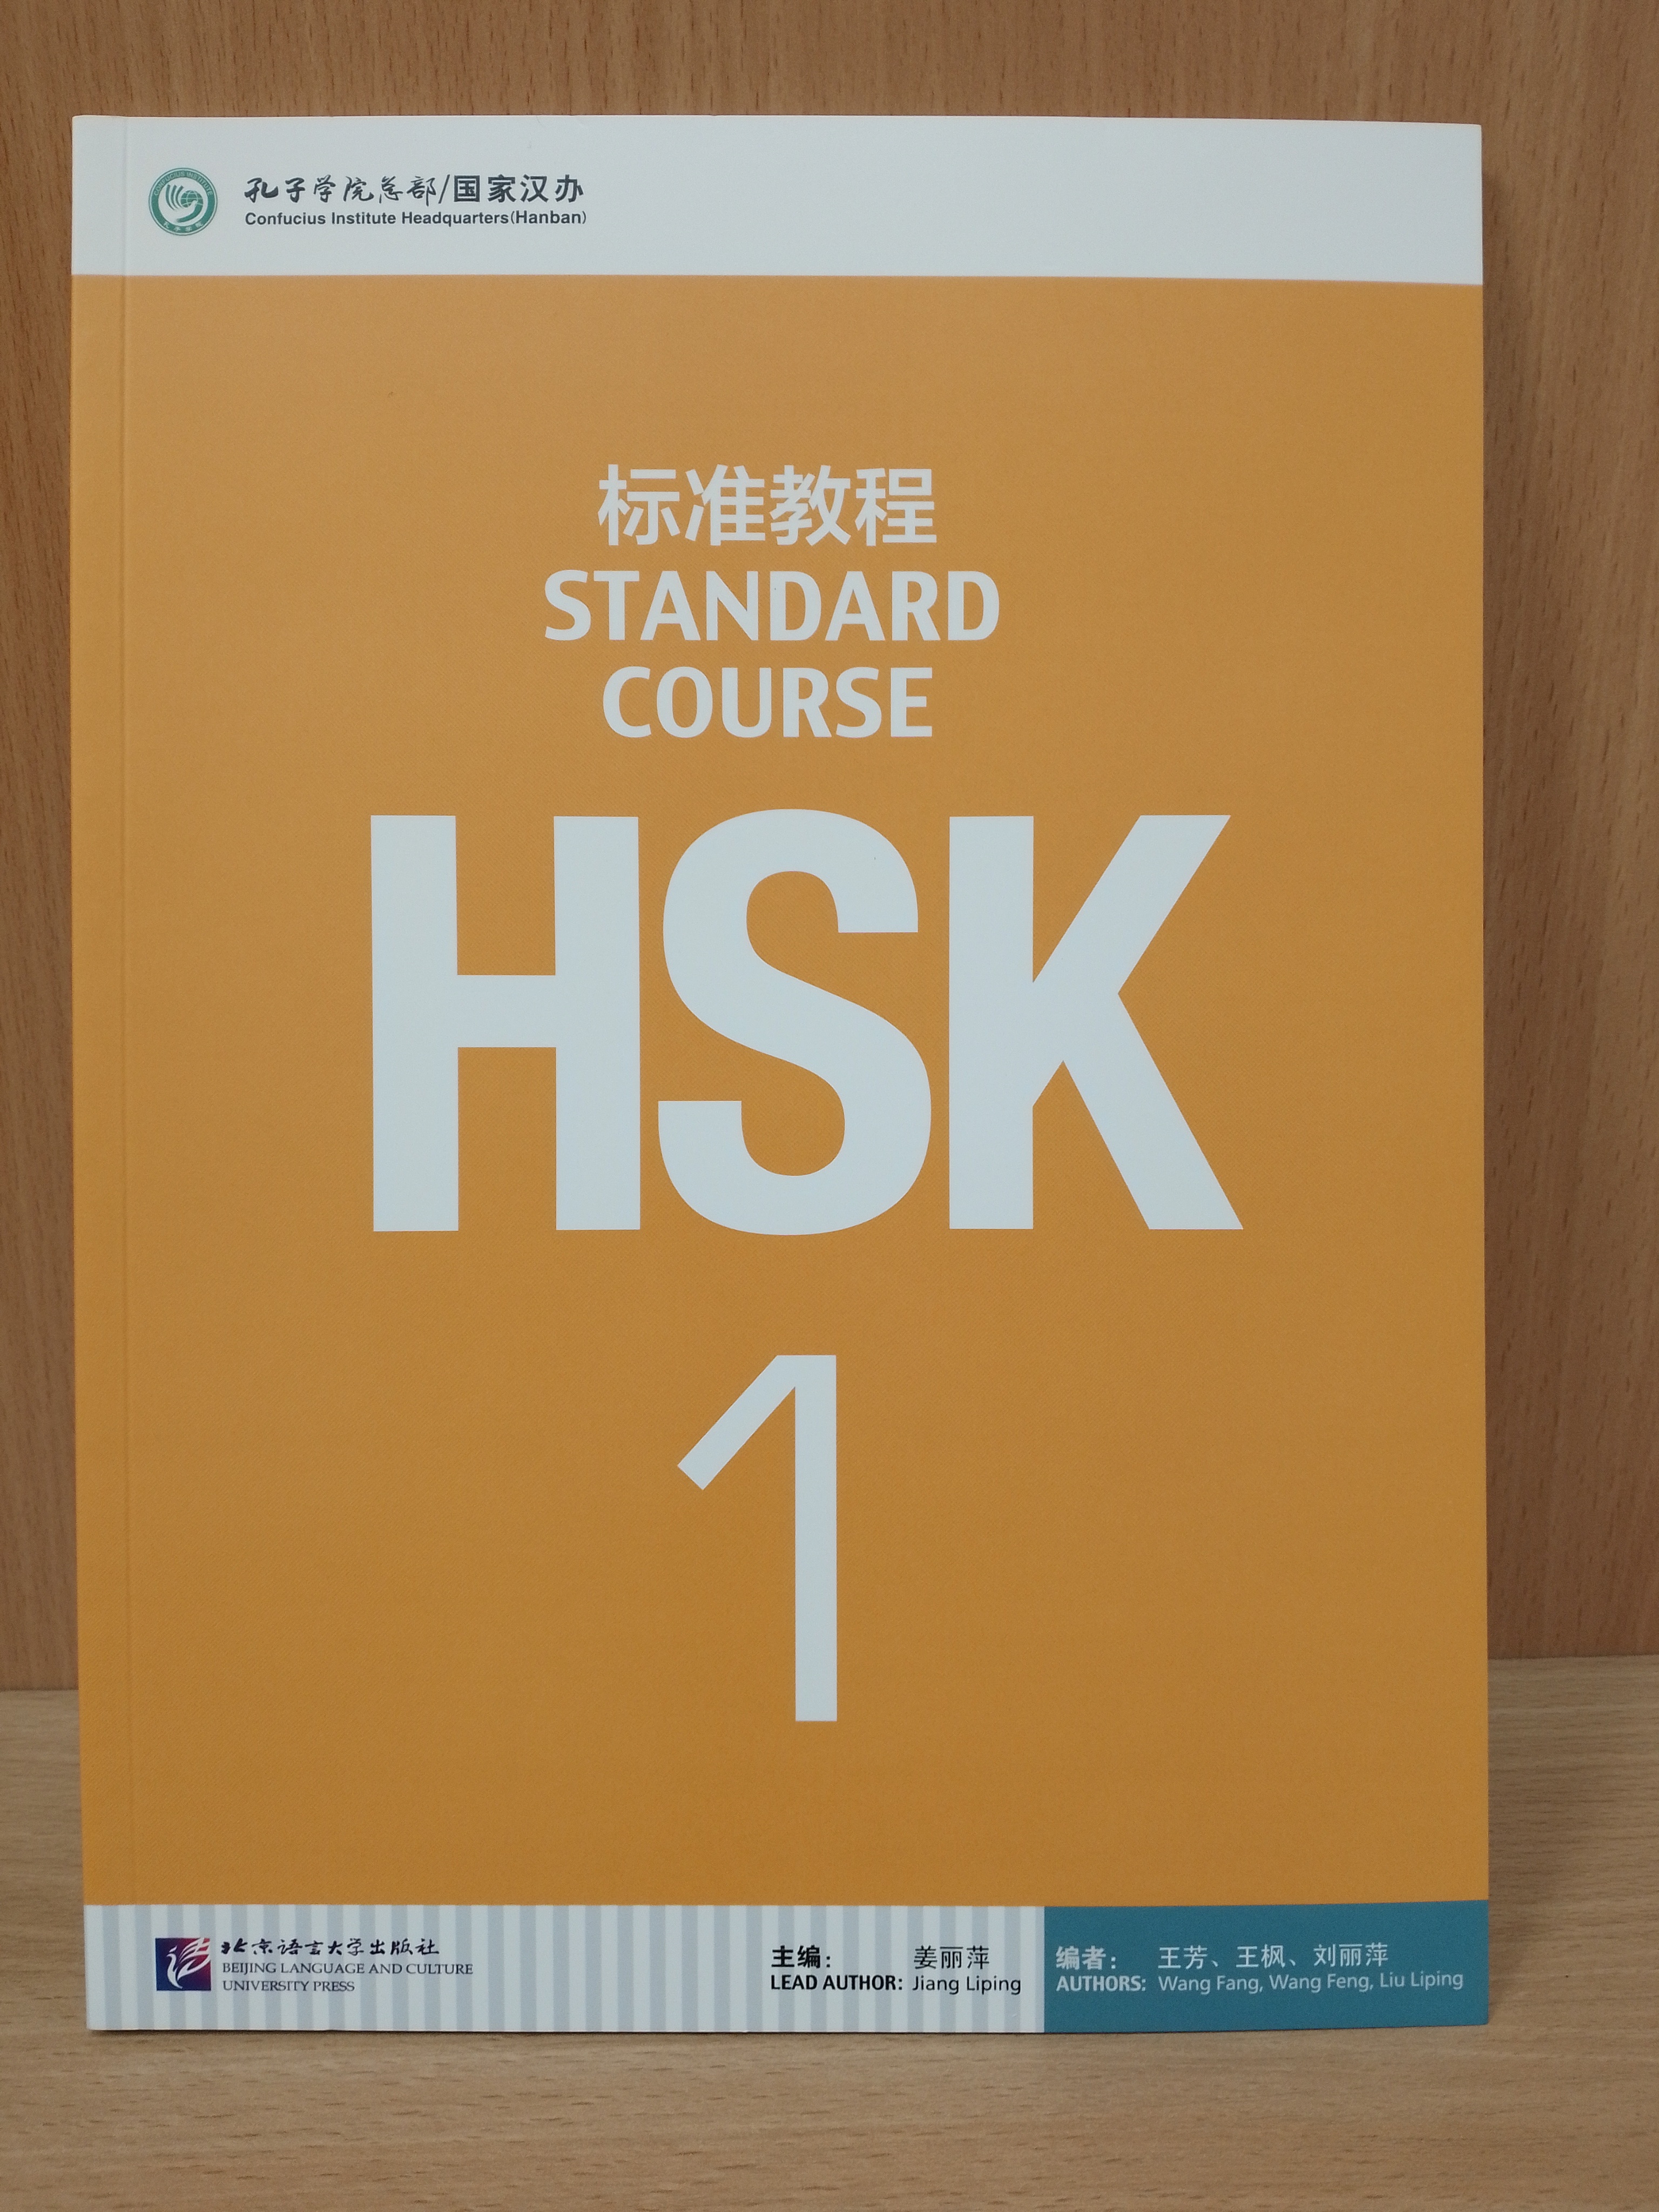 孔子学院总部/国家汉办
Confucius Institute Headquarters(Hanban)
标准教程
STANDARD
COURSE
HSK
1
北京语言大学出版社
BEIJING LANGUAGE AND CULTURE
UNIVERSITY PRESS
主编： 姜丽萍
LEAD AUTHOR: Jiang Liping
编者： 王芳、王枫、刘丽萍
AUTHORS: Wang Fang, Wang Feng, Liu Liping